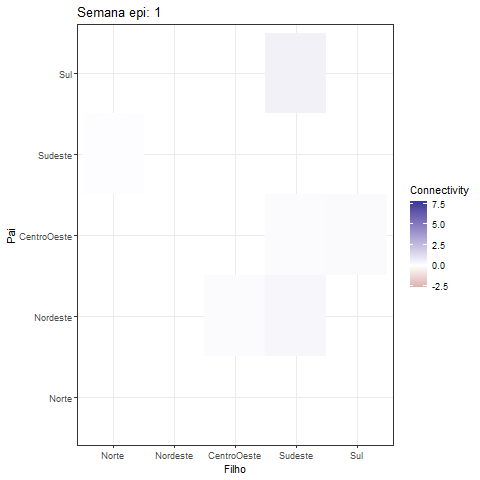 Semana epi: 1
Pai
Sul
Sudeste
CentroOeste
Nordeste
Norte
Norte Nordeste CentroOeste Sudeste Sul
Filho
Connectivity
7.5
5.0
2.5
0.0
-2.5